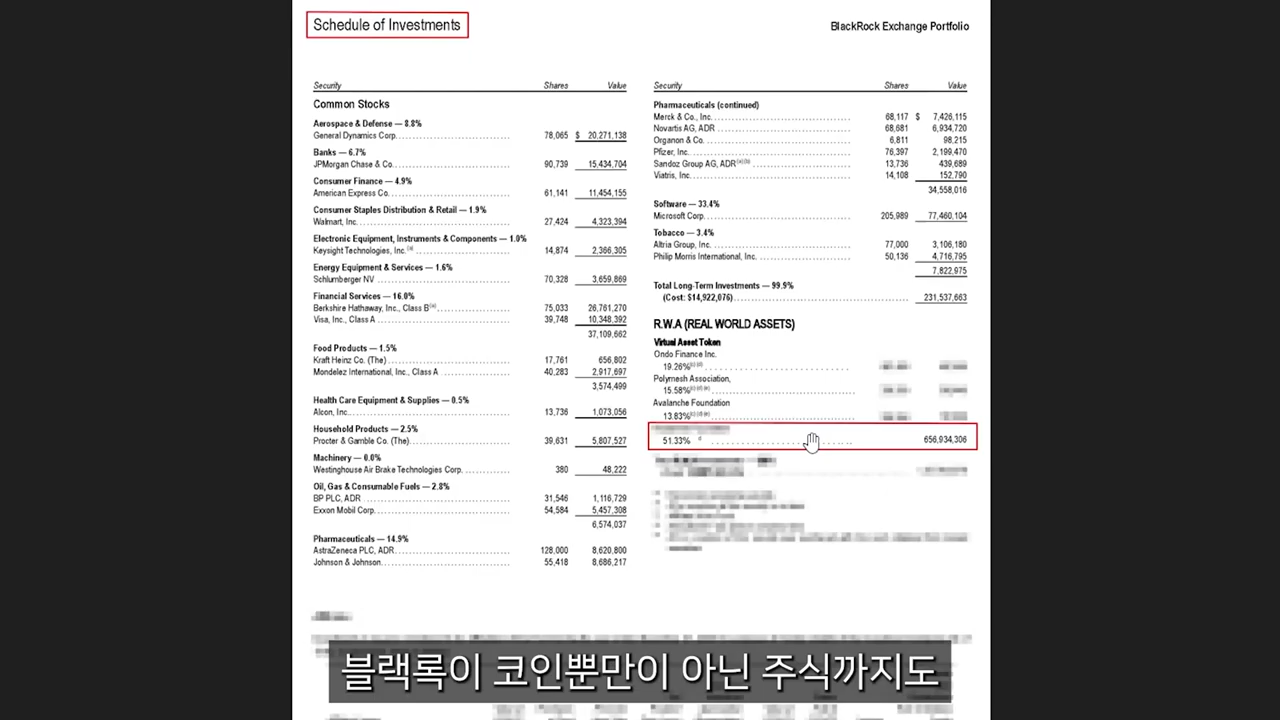 Schedule of Investments
BlackRock Exchange Portfolio
Security Shares Value
Common Stocks
Aerospace & Defense — 8.8%
General Dynamics Corp. 78,065 $ 20,271,138
Banks — 6.7%
JPMorgan Chase & Co. 90,739 15,434,704
Consumer Finance — 4.9%
American Express Co. 61,141 11,454,155
Consumer Staples Distribution & Retail — 1.9%
Walmart, Inc. 27,424 4,323,394
Electronic Equipment, Instruments & Components — 1.0%
Keysight Technologies, Inc.(a) 14,874 2,366,305
Energy Equipment & Services — 1.6%
Schlumberger NV 70,328 3,659,869
Financial Services — 16.0%
Berkshire Hathaway, Inc., Class B(a) 75,033 26,761,270
Visa, Inc., Class A 39,748 10,348,392
37,109,662
Food Products — 1.5%
Kraft Heinz Co. (The) 17,761 656,802
Mondelez International, Inc., Class A 40,283 2,917,697
3,574,499
Health Care Equipment & Supplies — 0.5%
Alcon, Inc. 13,736 1,073,056
Household Products — 2.5%
Procter & Gamble Co. (The) 39,631 5,807,527
Machinery — 0.0%
Westinghouse Air Brake Technologies Corp. 380 48,222
Oil, Gas & Consumable Fuels — 2.8%
BP PLC, ADR 31,546 1,116,729
Exxon Mobil Corp. 54,584 5,457,308
6,574,037
Pharmaceuticals — 14.9%
AstraZeneca PLC, ADR 128,000 8,620,800
Johnson & Johnson 55,418 8,686,217
Security Shares Value
Pharmaceuticals (continued)
Merck & Co., Inc. 68,117 $ 7,426,115
Novartis AG, ADR 68,681 6,934,720
Organon & Co. 6,811 98,215
Pfizer, Inc. 76,397 2,199,470
Sandoz Group AG, ADR(a)(b) 13,736 439,689
Viatris, Inc. 14,108 152,790
34,558,016
Software — 33.4%
Microsoft Corp. 205,989 77,460,104
Tobacco — 3.4%
Altria Group, Inc. 77,000 3,106,180
Philip Morris International, Inc. 50,136 4,716,795
7,822,975
Total Long-Term Investments — 99.9%
(Cost: $14,922,076) 231,537,663
R.W.A (REAL WORLD ASSETS)
Virtual Asset Token
Ondo Finance Inc.
19.26%(c)(d)
Polymesh Association,
15.58%(c)(d)(e)
Avalanche Foundation
13.83%(c)(d)(e)
51.33% 656,934,306
블랙록이 코인뿐만이 아닌 주식까지도